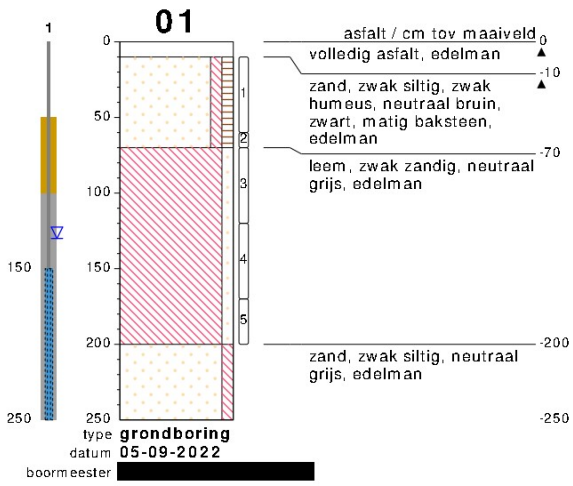 1
01
asfalt / cm tov maaiveld
0
0
volledig asfalt, edelman
-10
1
zand, zwak siltig, zwak
humeus, neutraal bruin,
zwart, matig baksteen,
edelman
50
2
-70
leem, zwak zandig, neutraal
grijs, edelman
3
100
4
150
150
5
200
-200
zand, zwak siltig, neutraal
grijs, edelman
250
250
-250
type grondboring
datum 05-09-2022
boormeester